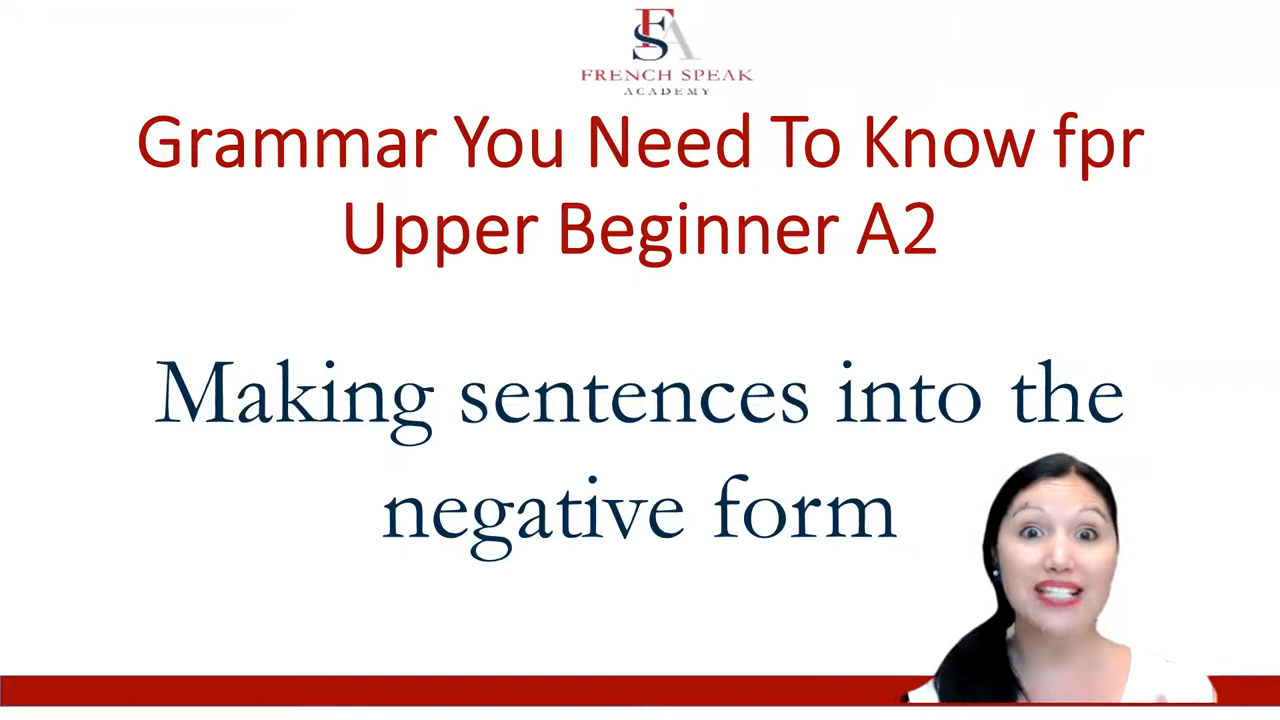 FSA
FRENCH SPEAK
ACADEMY
Grammar You Need To Know fpr
Upper Beginner A2
Making sentences into the
negative form